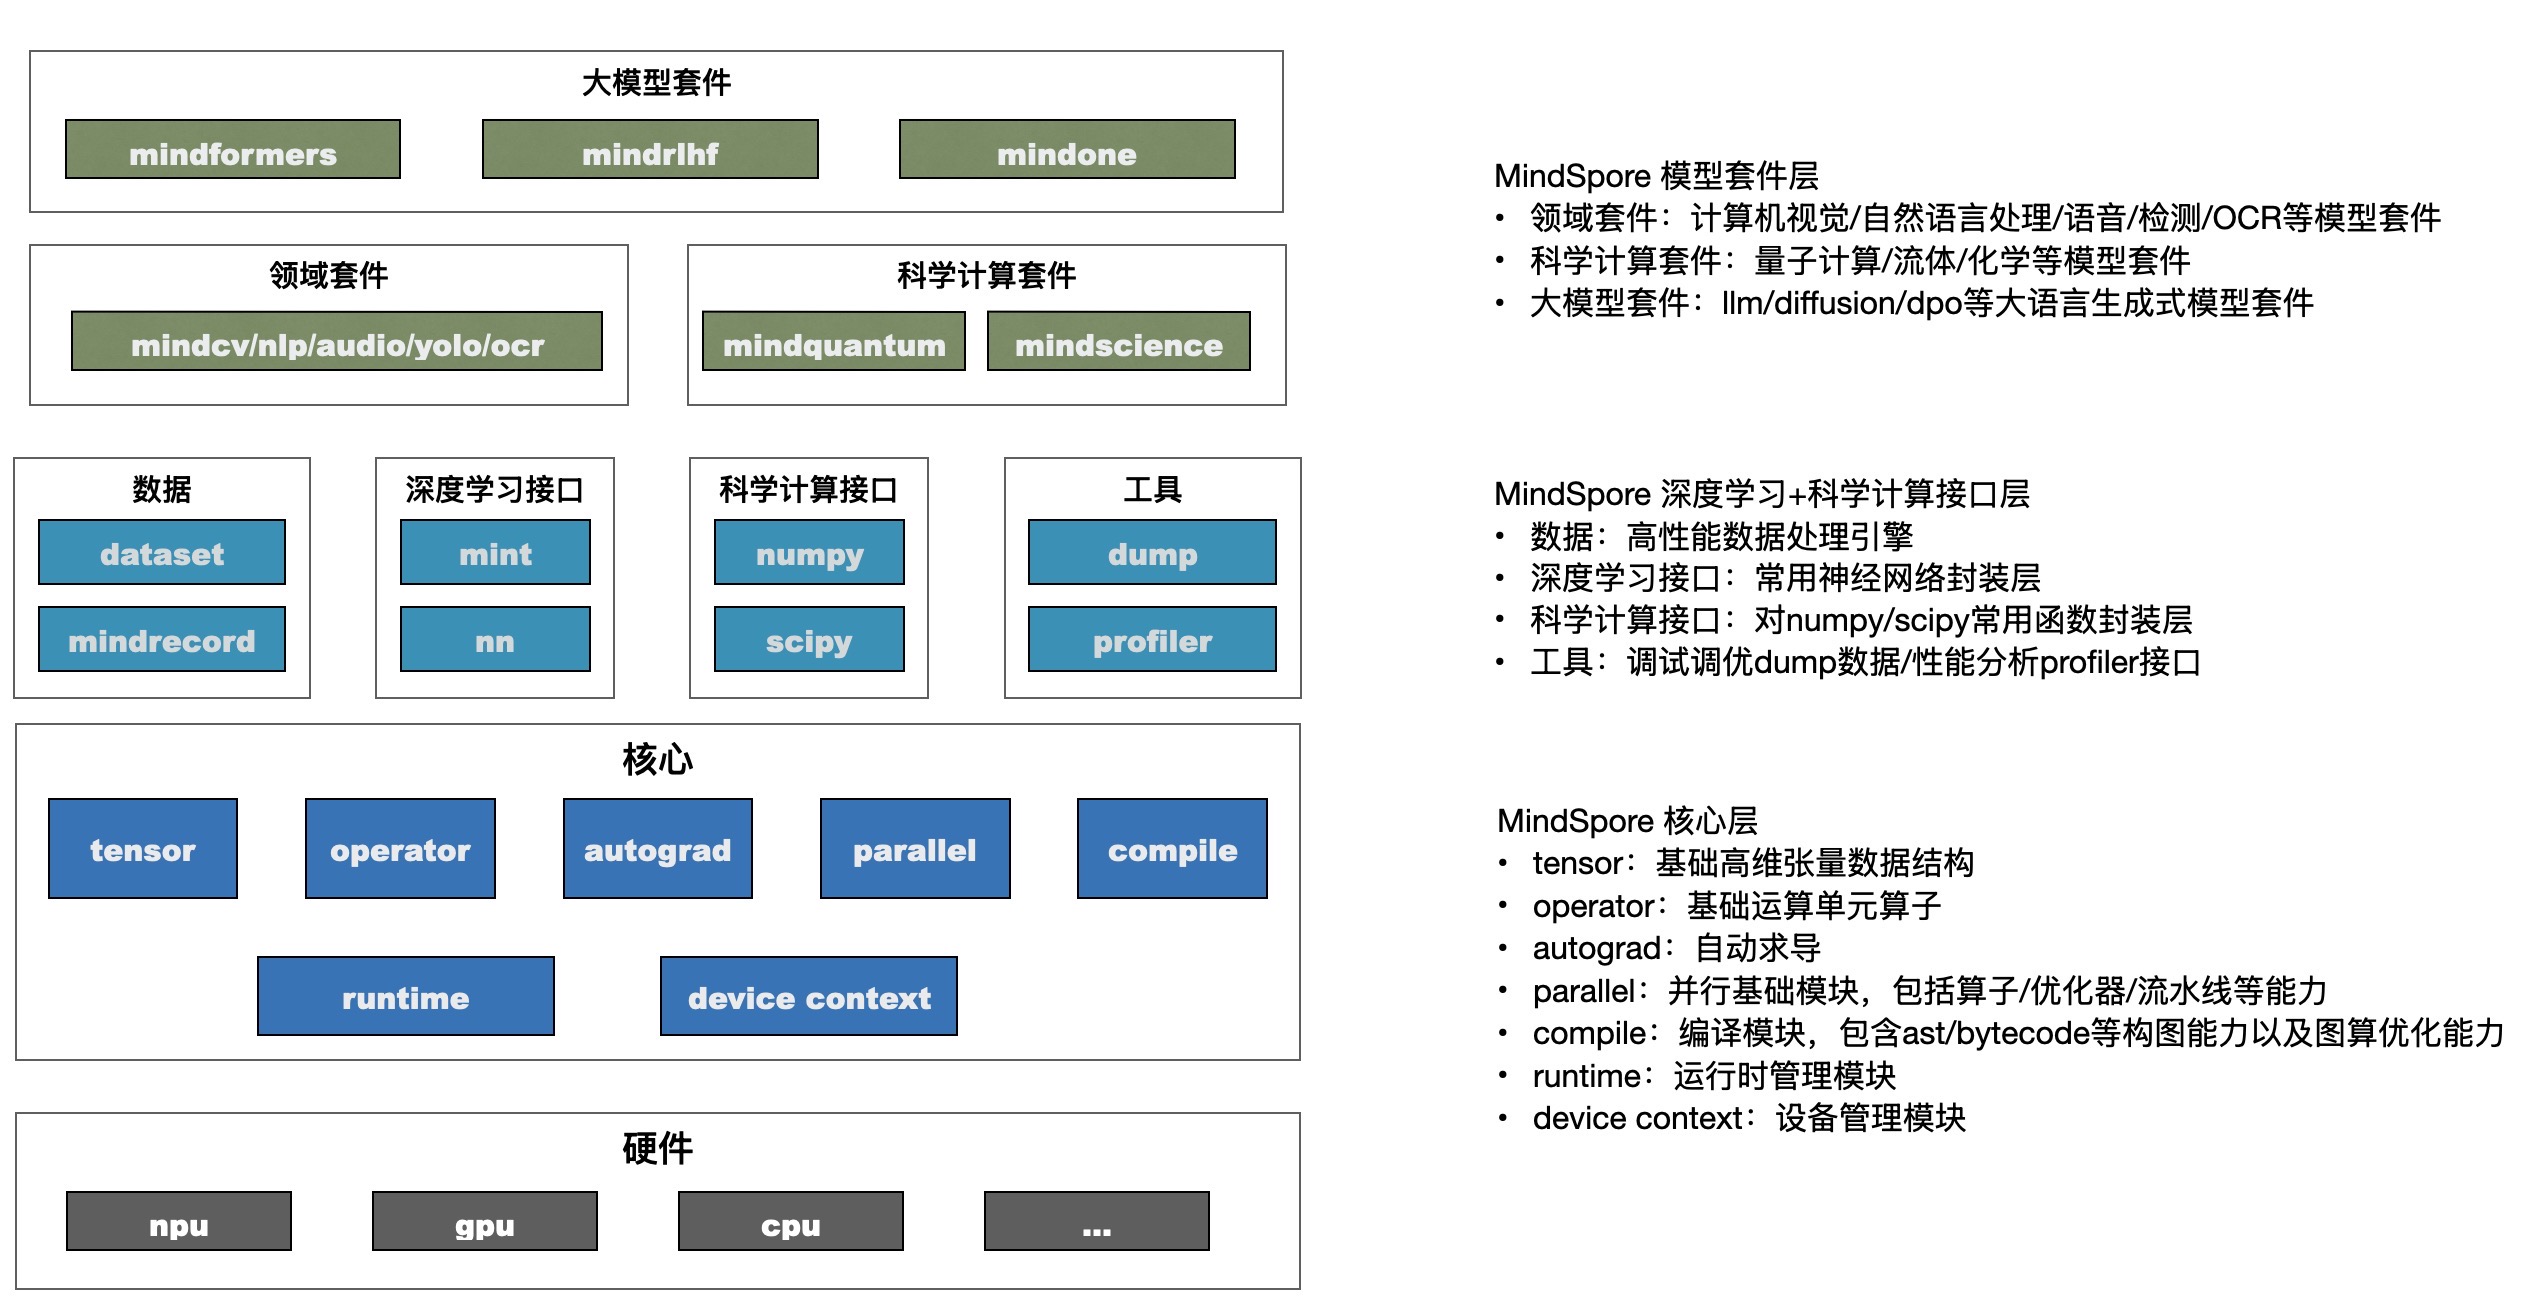 大模型套件
mindformers
mindrlhf
mindone
领域套件
mindcv/nlp/audio/yolo/ocr
科学计算套件
mindquantum
mindscience
MindSpore 模型套件层
• 领域套件：计算机视觉/自然语言处理/语音/检测/OCR等模型套件
• 科学计算套件：量子计算/流体/化学等模型套件
• 大模型套件：llm/diffusion/dpo等大语言生成式模型套件
数据
dataset
mindrecord
深度学习接口
mint
nn
科学计算接口
numpy
scipy
工具
dump
profiler
MindSpore 深度学习+科学计算接口层
• 数据：高性能数据处理引擎
• 深度学习接口：常用神经网络封装层
• 科学计算接口：对numpy/scipy常用函数封装层
• 工具：调试调优dump数据/性能分析profiler接口
核心
tensor
operator
autograd
parallel
compile
runtime
device context
MindSpore 核心层
• tensor：基础高维张量数据结构
• operator：基础运算单元算子
• autograd：自动求导
• parallel：并行基础模块，包括算子/优化器/流水线等能力
• compile：编译模块，包含ast/bytecode等构图能力以及图算优化能力
• runtime：运行时管理模块
• device context：设备管理模块
硬件
npu
gpu
cpu
...